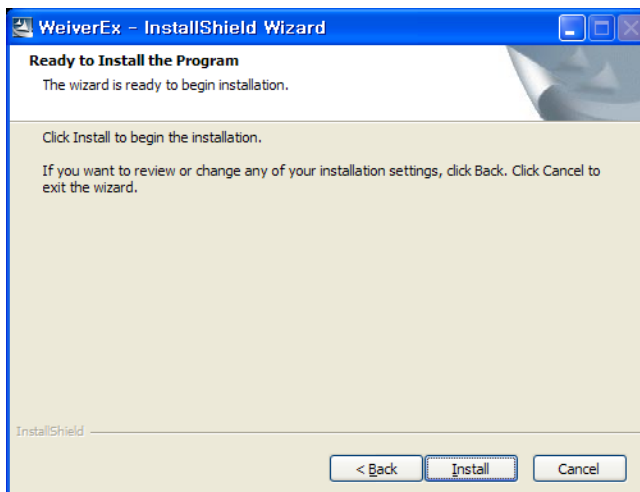 WeiverEx - InstallShield Wizard
Ready to Install the Program
The wizard is ready to begin installation.
Click Install to begin the installation.
If you want to review or change any of your installation settings, click Back. Click Cancel to
exit the wizard.
InstallShield
< Back
Install
Cancel